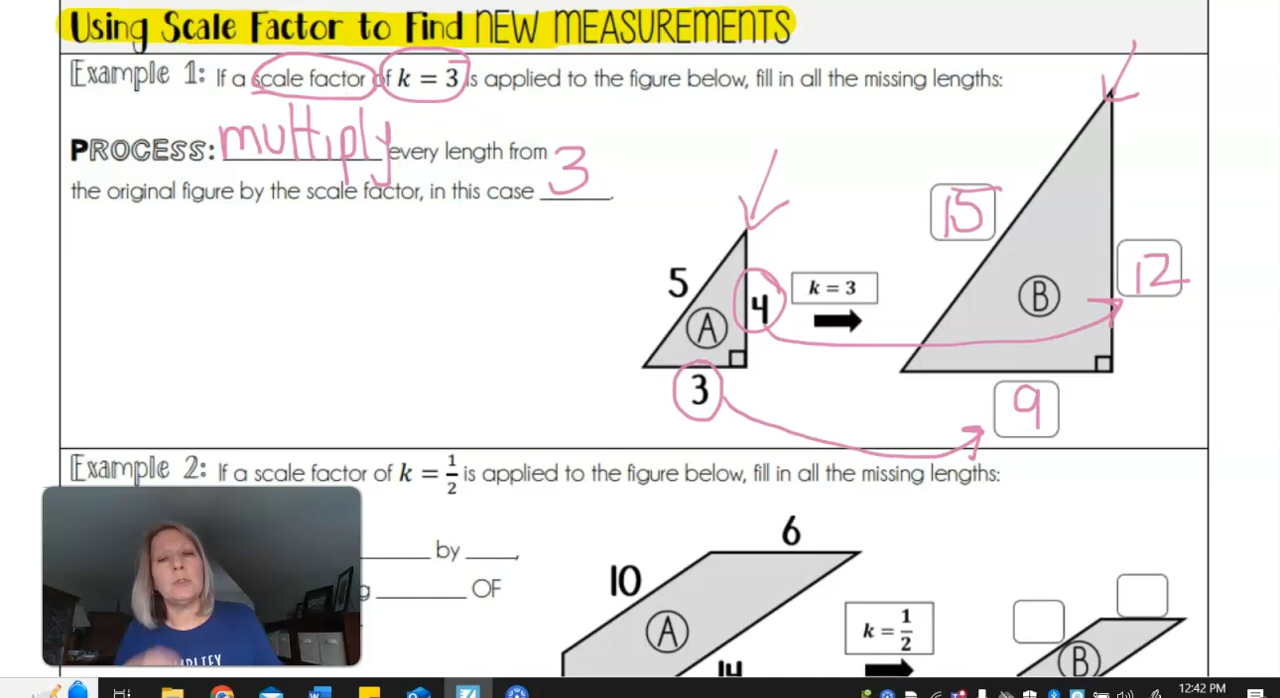 Using Scale Factor to Find NEW MEASUREMENTS
Example 1: If a scale factor of k = 3 is applied to the figure below, fill in all the missing lengths:
PROCESS: multiply every length from
the original figure by the scale factor, in this case 3.
15
12
5
4
k = 3
A
B
3
9
Example 2: If a scale factor of k = 1/2 is applied to the figure below, fill in all the missing lengths:
6
by ____,
10
OF
k = 1/2
A
B
14
12:42 PM